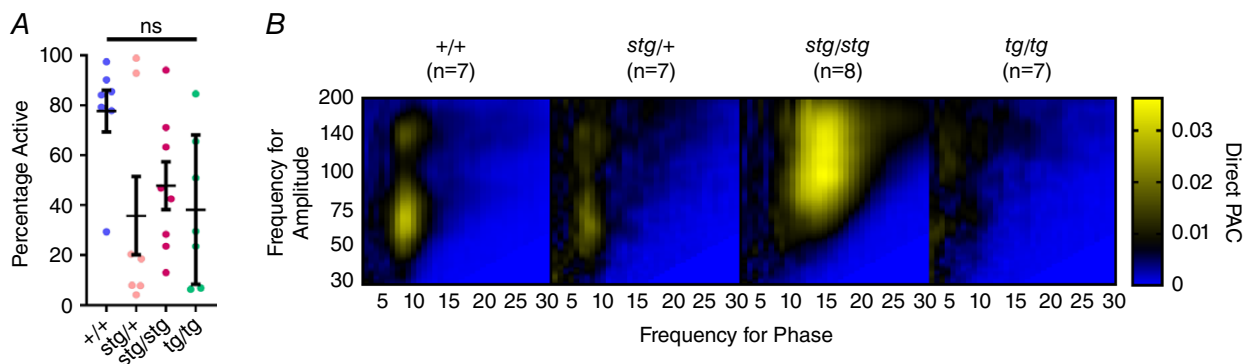 A
ns
Percentage Active
100
80
60
40
20
0
+/+
stg/+
stg/stg
tg/tg
B
+/+
(n=7)
stg/+
(n=7)
stg/stg
(n=8)
tg/tg
(n=7)
Frequency for
Amplitude
200
140
100
75
50
30
5 10 15 20 25 30
5 10 15 20 25 30
5 10 15 20 25 30
5 10 15 20 25 30
Frequency for Phase
0.03
0.02
0.01
0
Direct PAC